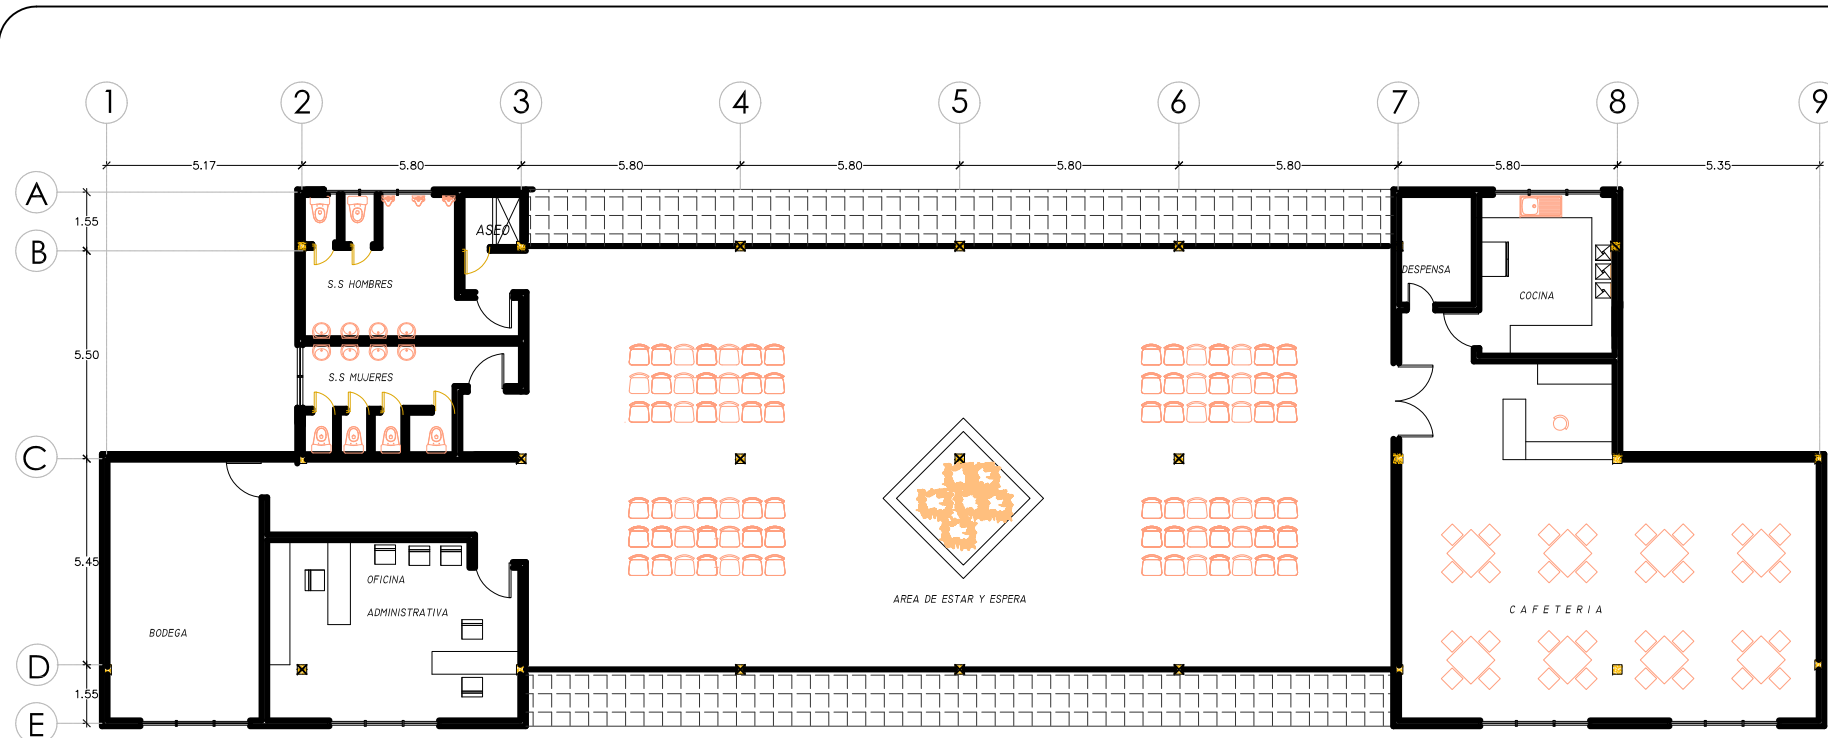 1 2 3 4 5 6 7 8 9
5.17 5.80 5.80 5.80 5.80 5.80 5.80 5.35
A
1.55
B
ASEO
DESPENSA
S.S HOMBRES
COCINA
5.50
S.S MUJERES
C
5.45
OFICINA
ADMINISTRATIVA
AREA DE ESTAR Y ESPERA
CAFETERIA
BODEGA
D
1.55
E